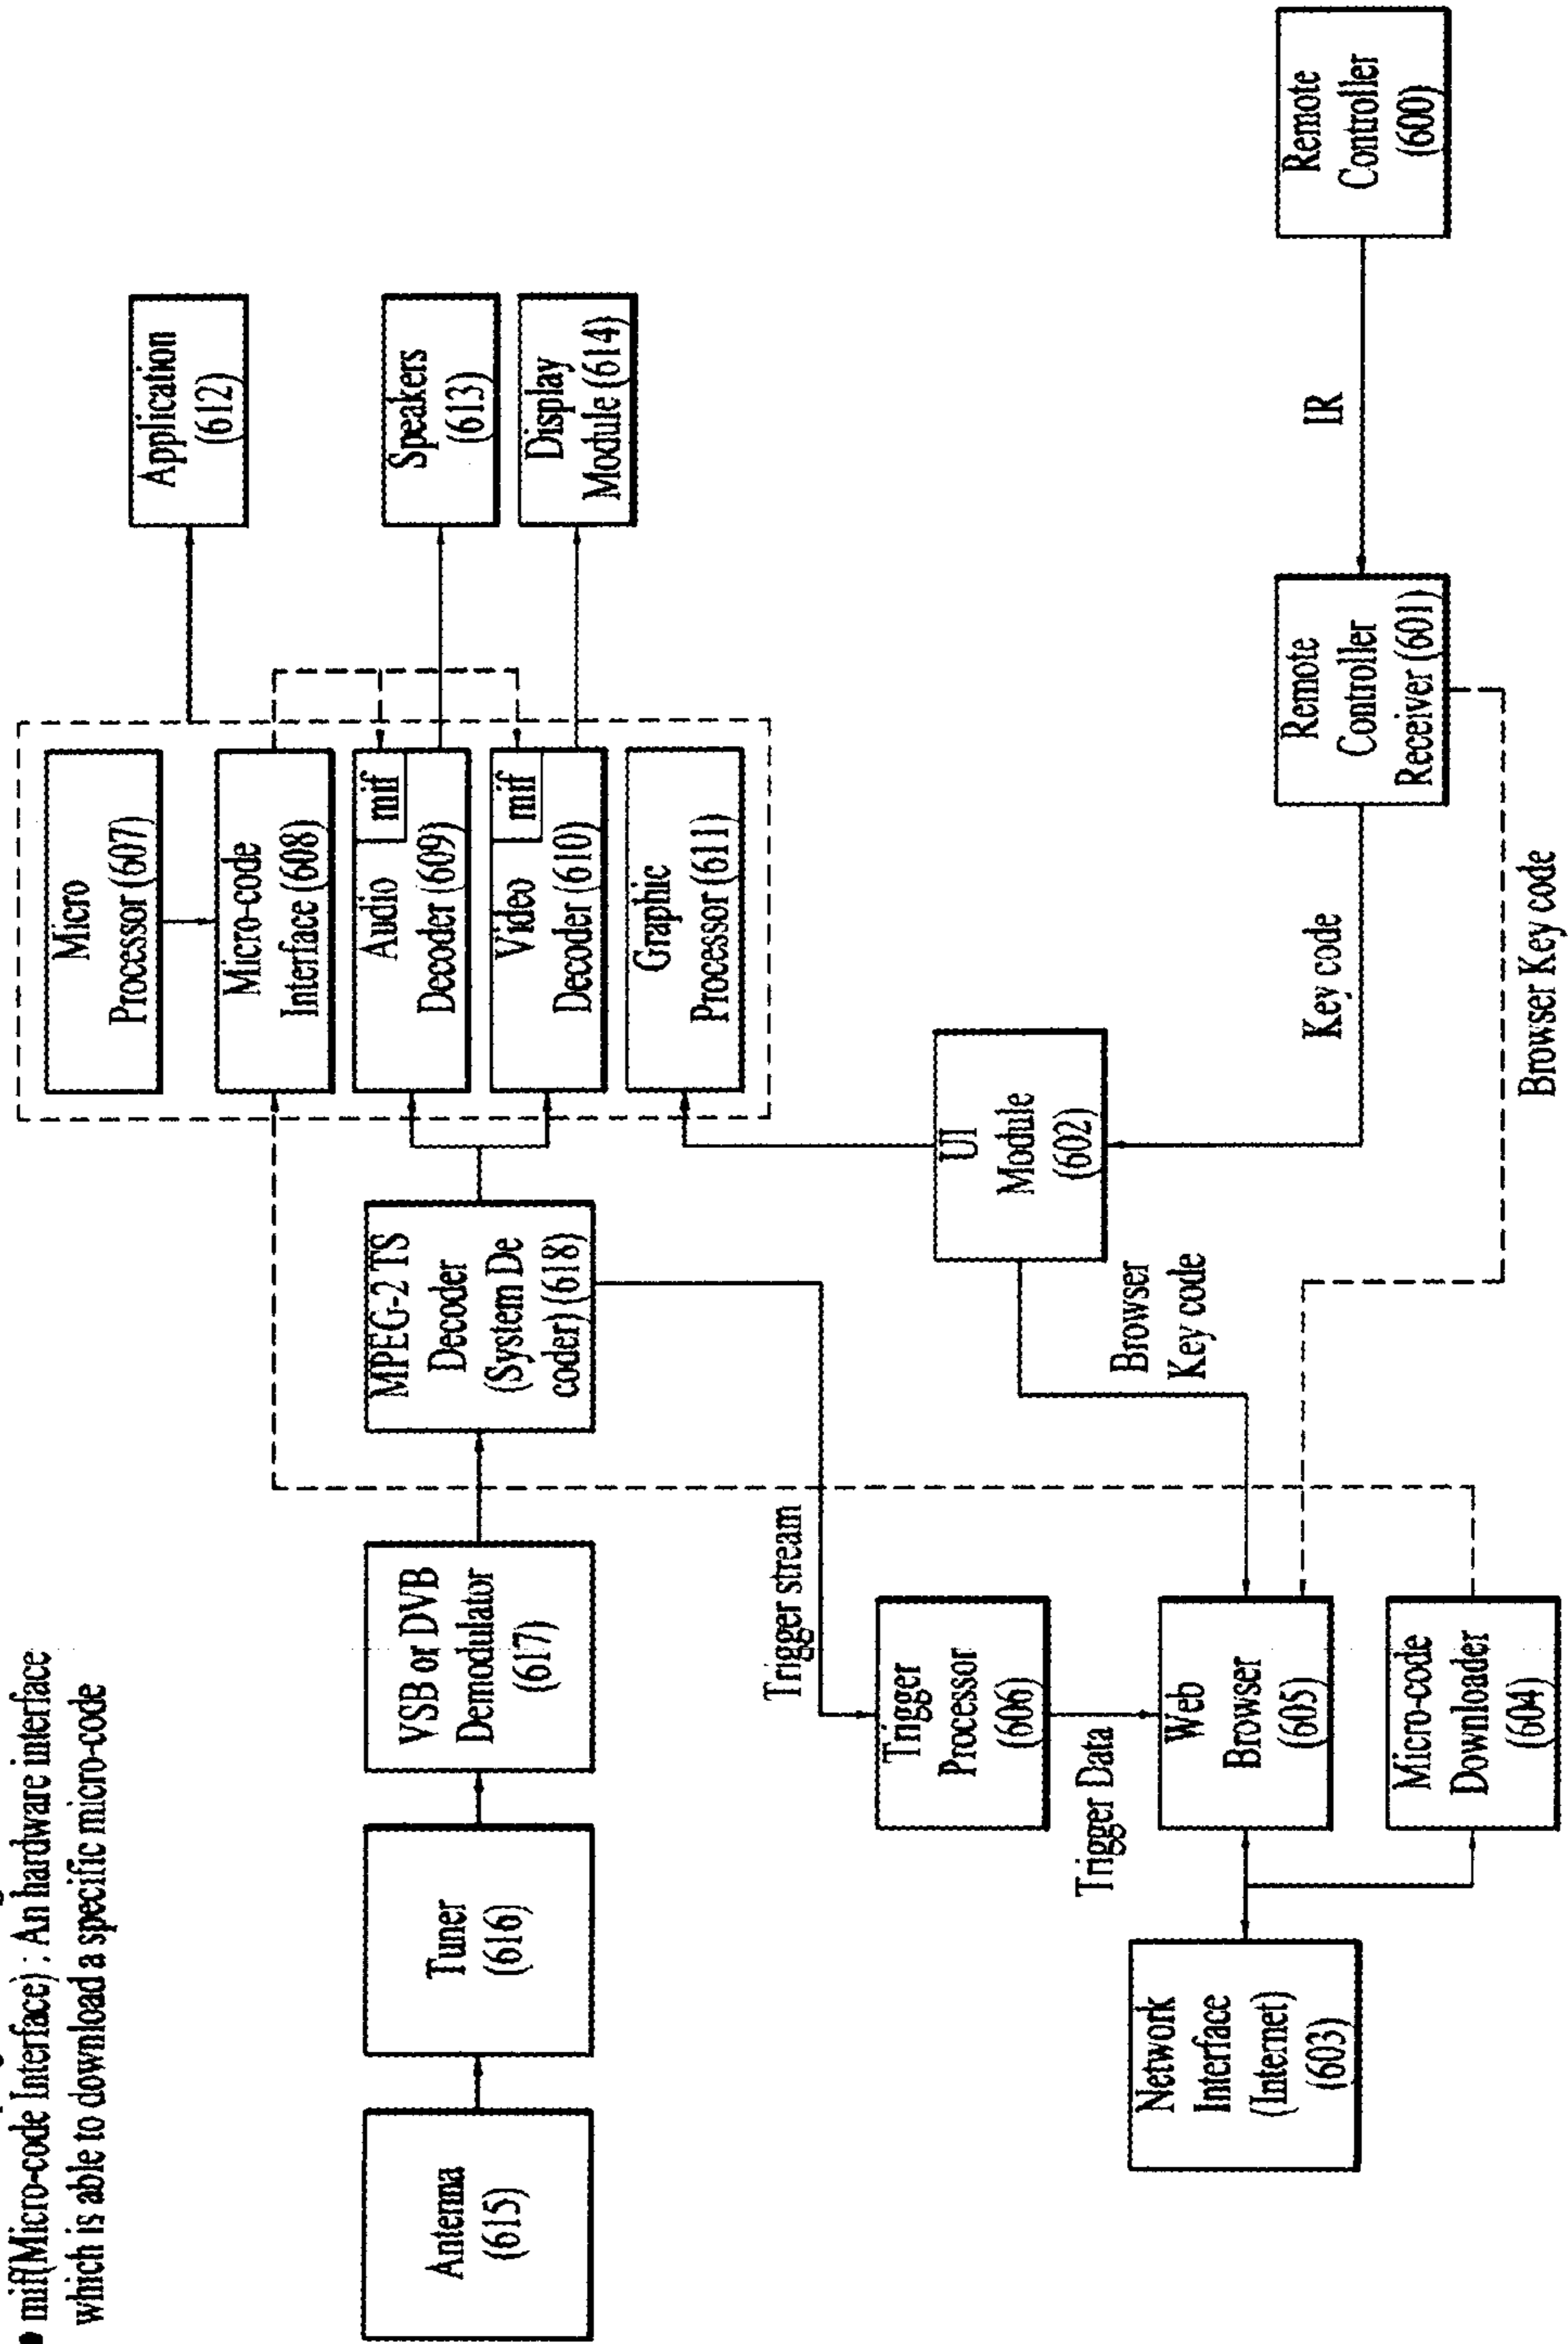 mif(Micro-code Interface) : An hardware interface
which is able to download a specific micro-code
Antenna
(615)
Tuner
(616)
VSB or DVB
Demodulator
(617)
MPEG-2 TS
Decoder
(System De
coder) (618)
Micro
Processor (607)
Micro-code
Interface (608)
Audio
Decoder (609)
mif
Video
Decoder (610)
mif
Graphic
Processor (611)
Application
(612)
Speakers
(613)
Display
Module (614)
Trigger stream
Trigger
Processor
(606)
Trigger Data
Network
Interface
(Internet)
(603)
Web
Browser
(605)
Micro-code
Downloader
(604)
Browser
Key code
UI
Module
(602)
Key code
Browser Key code
Remote
Controller
Receiver (601)
IR
Remote
Controller
(600)